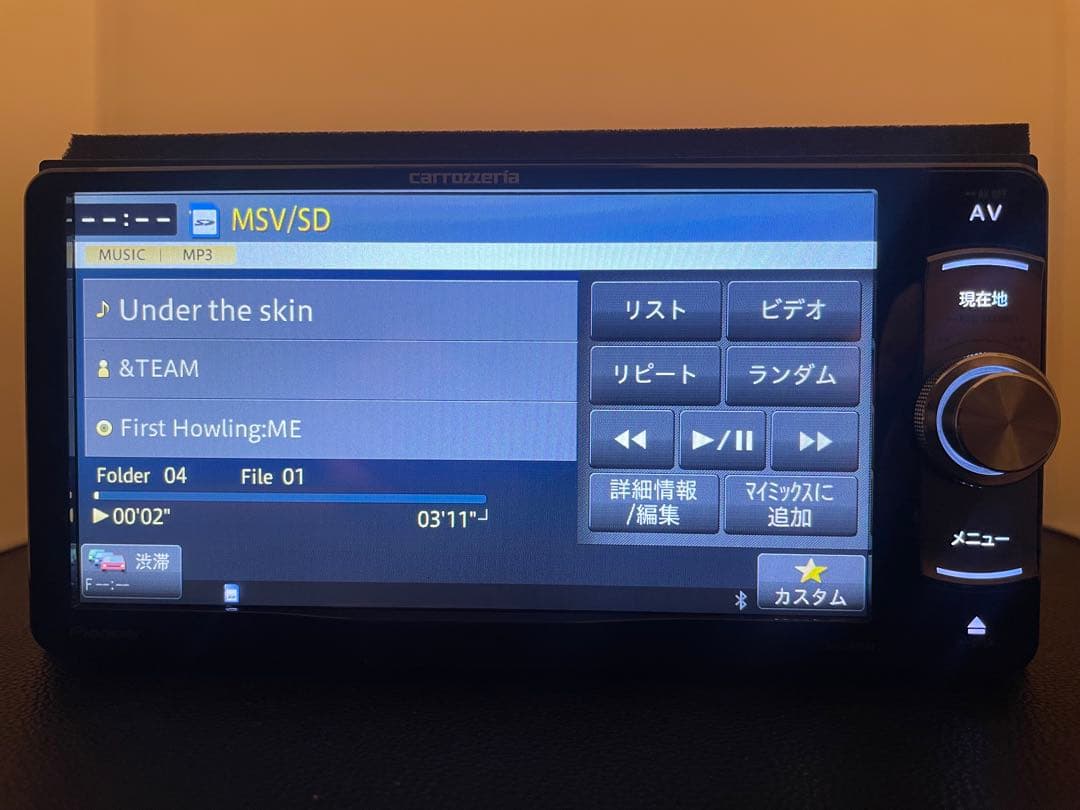 carrozzeria
--:-- SD MSV/SD
MUSIC | MP3
Under the skin
&TEAM
First Howling:ME
Folder 04 File 01
▶00'02" 03'11"
渋滞
F--:--
リスト ビデオ
リピート ランダム
◀◀ ▶/II ▶▶
詳細情報
/編集
マイミックスに
追加
カスタム
AV
現在地
メニュー
Pioneer